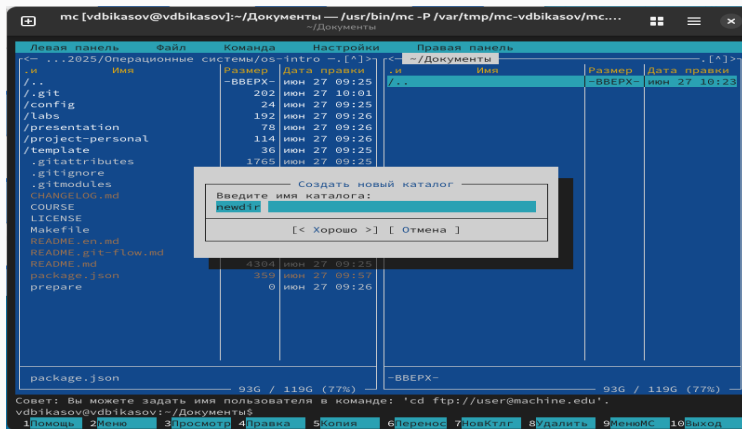 mc [vdbikasov@vdbikasov]:~/Документы — /usr/bin/mc -P /var/tmp/mc-vdbikasov/mc....
~/Документы
Левая панель Файл Команда Настройки Правая панель
<— ...2025/Операционные системы/os-intro —.[^]> <— ~/Документы .[^]>
.и Имя Размер Дата правки .и Имя Размер Дата правки
/.. -ВВЕРХ- июн 27 09:25 /.. -ВВЕРХ- июн 27 10:23
/.git 202 июн 27 10:01
/config 24 июн 27 09:25
/labs 192 июн 27 09:26
/presentation 78 июн 27 09:26
/project-personal 114 июн 27 09:26
/template 36 июн 27 09:25
.gitattributes 1765 июн 27 09:25
.gitignore
.gitmodules Создать новый каталог
CHANGELOG.md Введите имя каталога:
COURSE newdir
LICENSE
Makefile [< Хорошо >] [ Отмена ]
README.en.md
README.git-flow.md
README.md 4304 июн 27 09:25
package.json 359 июн 27 09:57
prepare 0 июн 27 09:26
package.json -ВВЕРХ-
93G / 119G (77%) 93G / 119G (77%)
Совет: Вы можете задать имя пользователя в команде: 'cd ftp://user@machine.edu'.
vdbikasov@vdbikasov:~/Документы$
1Помощь 2Меню 3Просмотр 4Правка 5Копия 6Перенос 7НовКтлг 8Удалить 9МенюMC 10Выход